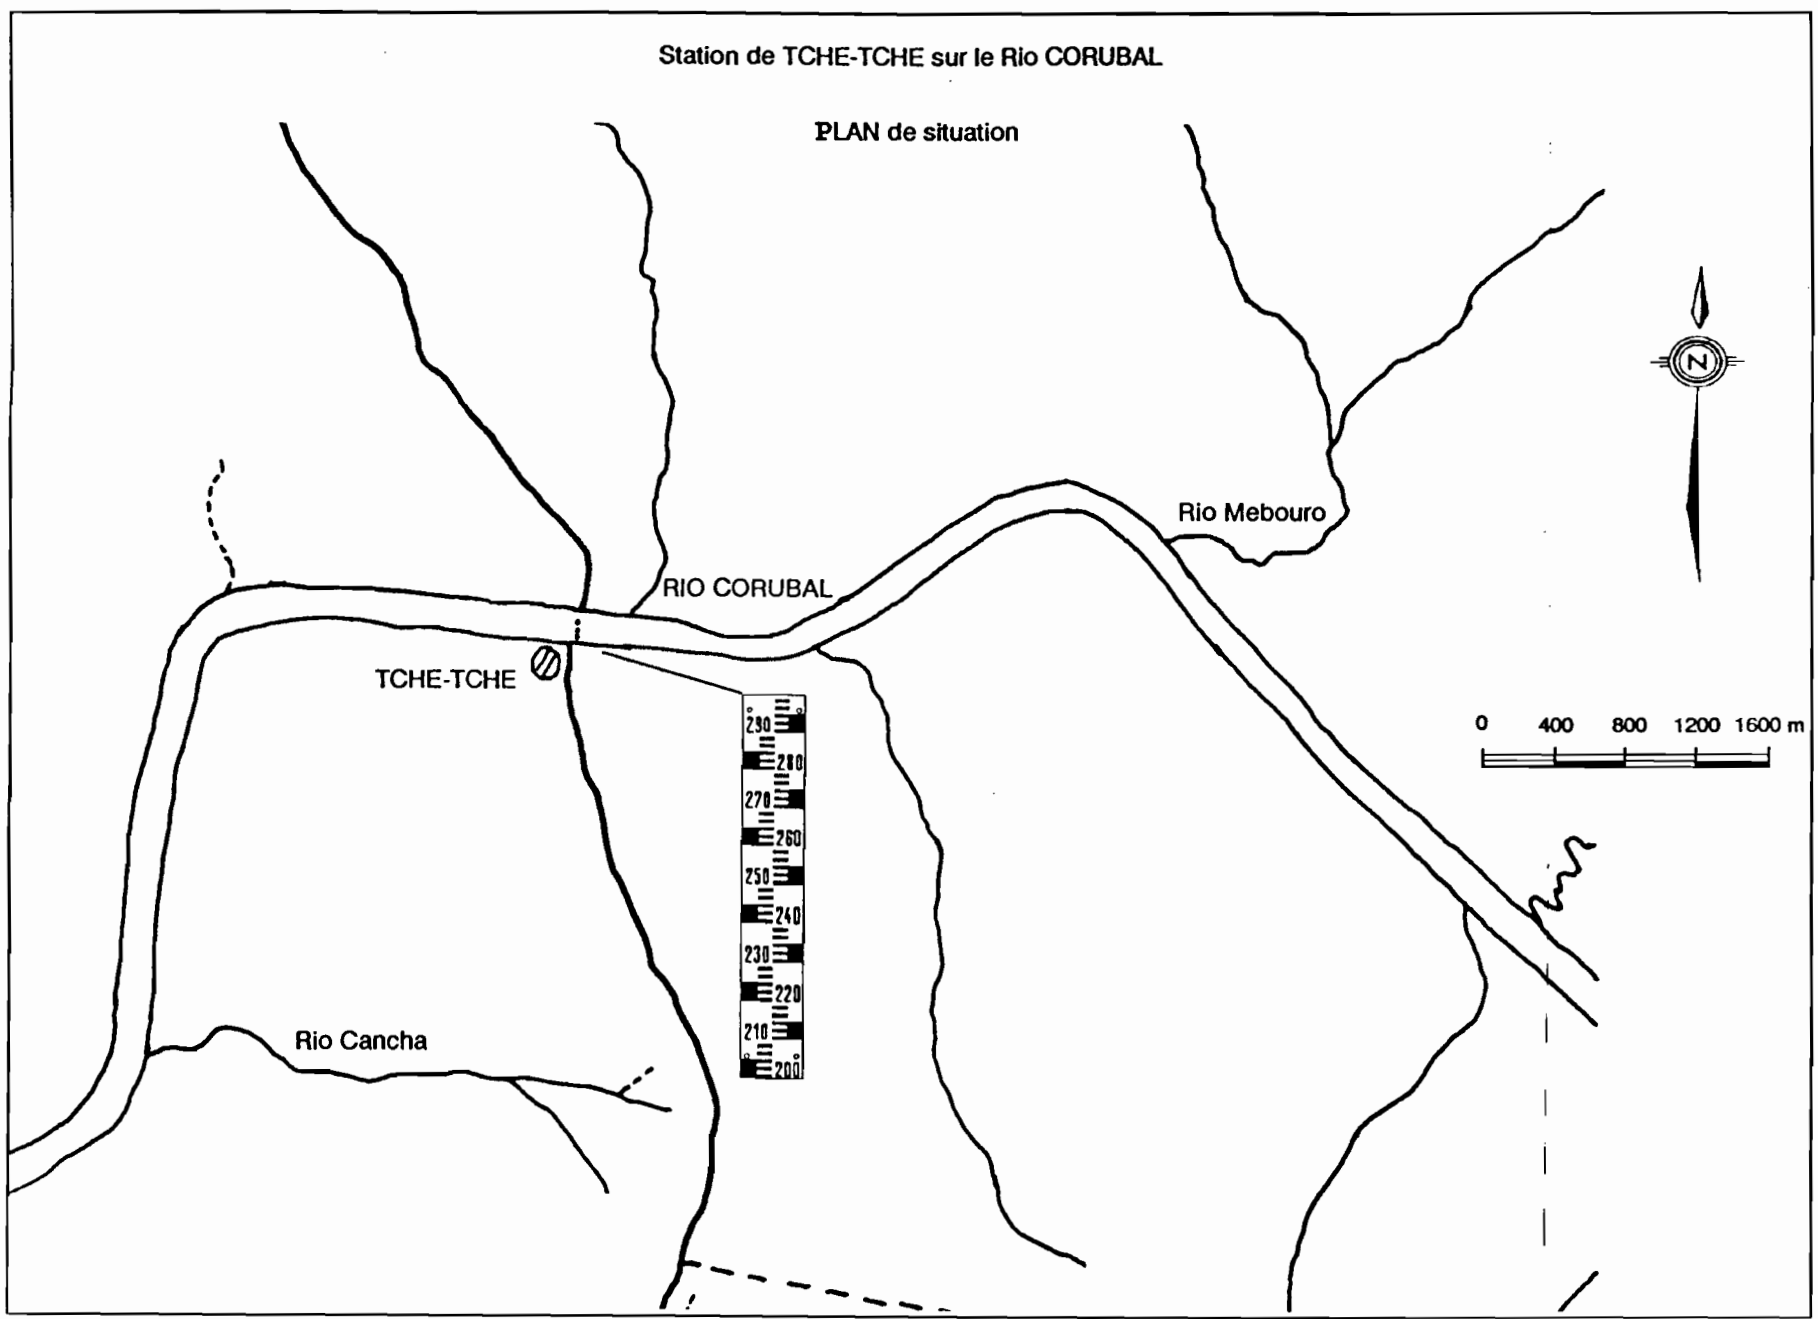 Station de TCHE-TCHE sur le Rio CORUBAL
PLAN de situation
Rio Mebouro
N
RIO CORUBAL
TCHE-TCHE
0 400 800 1200 1600 m
290
280
270
260
250
240
230
220
210
200
Rio Cancha